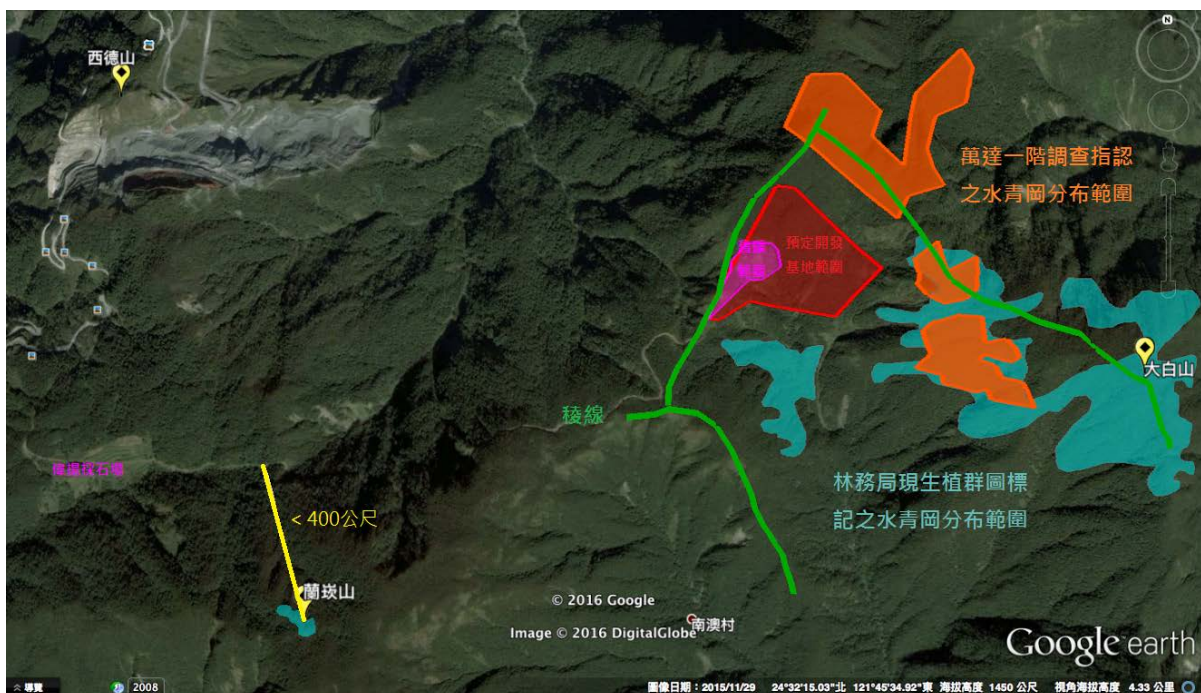 N
西德山
萬達一階調查指認
之水青岡分布範圍
預定開發
基地範圍
大白山
稜線
林務局現生植群圖標
記之水青岡分布範圍
< 400公尺
蘭崁山
© 2016 Google
Image © 2016 DigitalGlobe
南澳村
Google earth
導覽
2008
圖像日期：2015/11/29 24°32'15.03"北 121°45'34.92"東 海拔高度 1450 公尺 視角海拔高度 4.33 公里